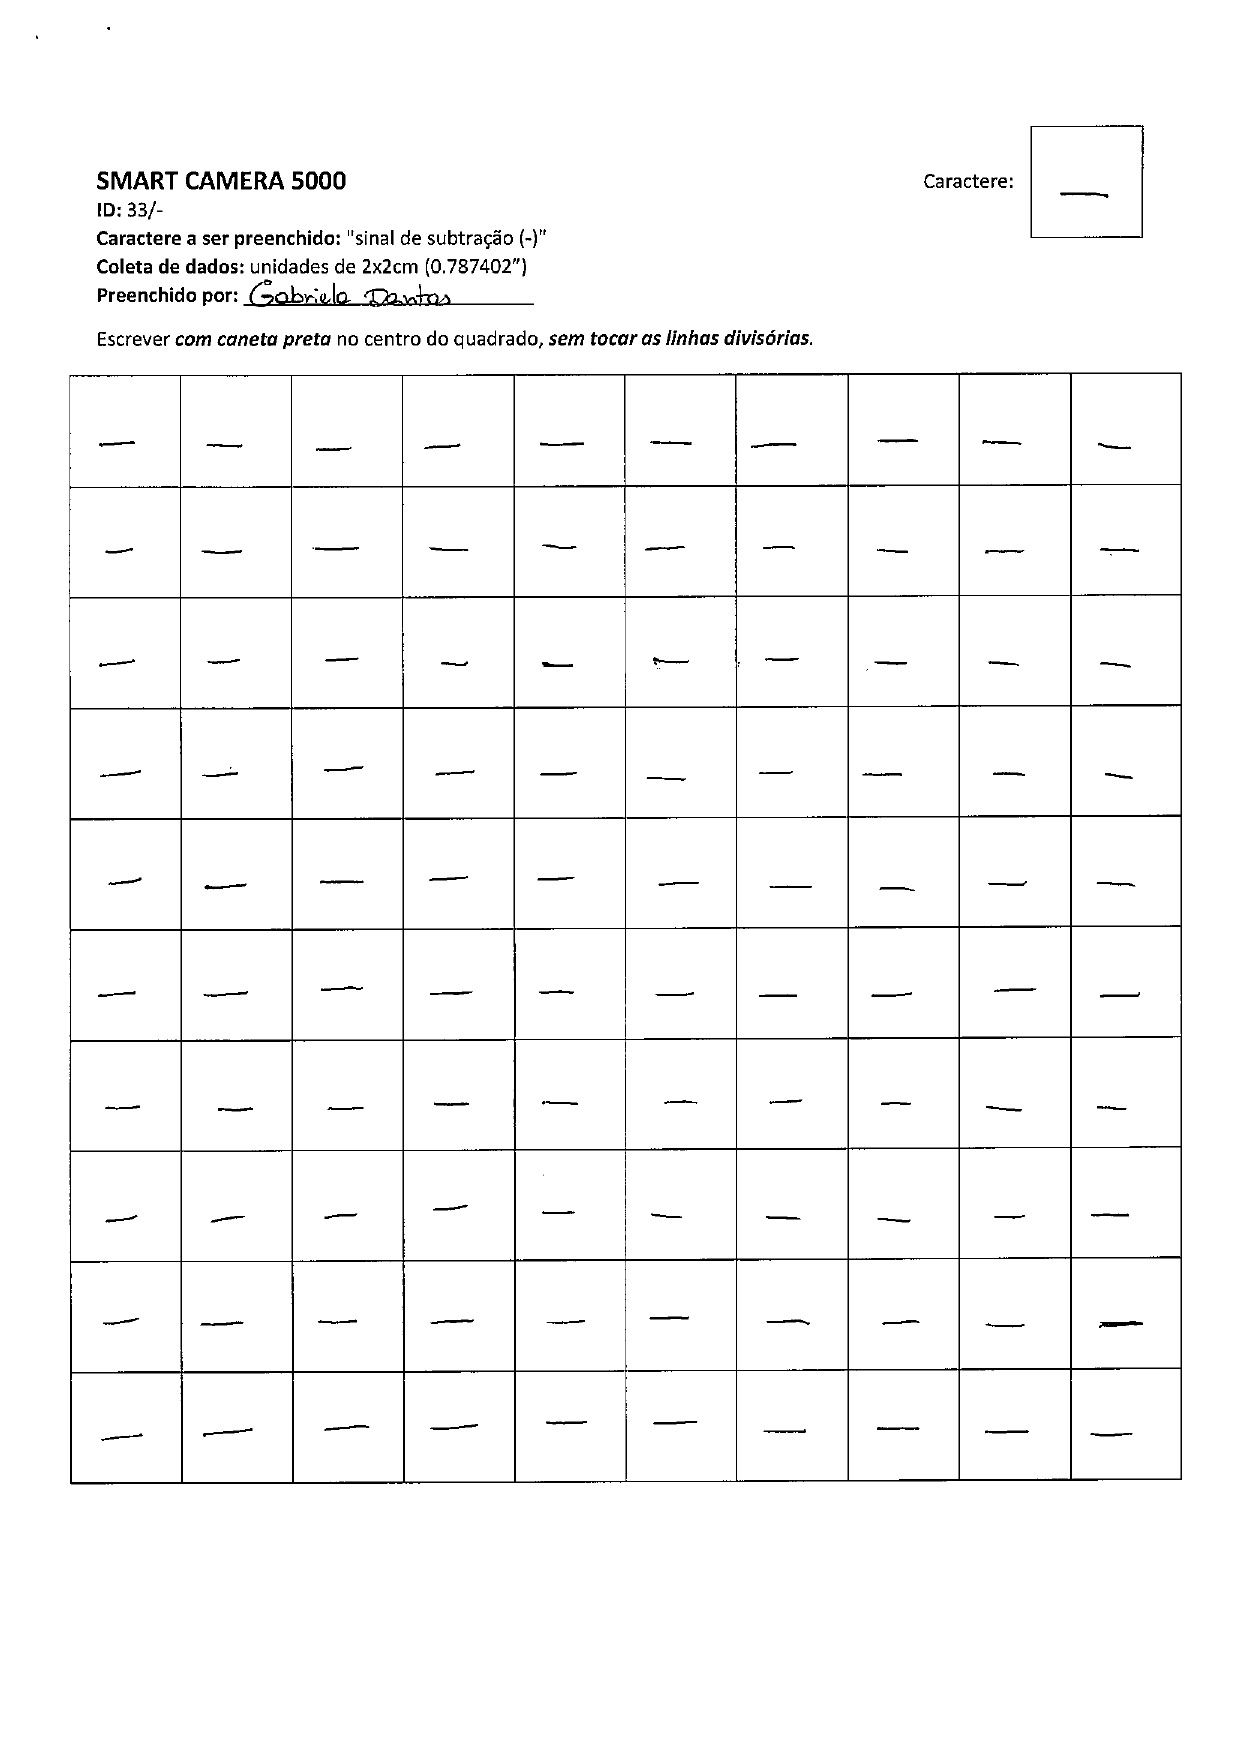 SMART CAMERA 5000
Caractere: —
ID: 33/-
Caractere a ser preenchido: "sinal de subtração (-)"
Coleta de dados: unidades de 2x2cm (0.787402")
Preenchido por: Gabriela Dantas
Escrever com caneta preta no centro do quadrado, sem tocar as linhas divisórias.
— — — — — — — — — —
— — — — — — — — — —
— — — — — — — — — —
— — — — — — — — — —
— — — — — — — — — —
— — — — — — — — — —
— — — — — — — — — —
— — — — — — — — — —
— — — — — — — — — —
— — — — — — — — — —